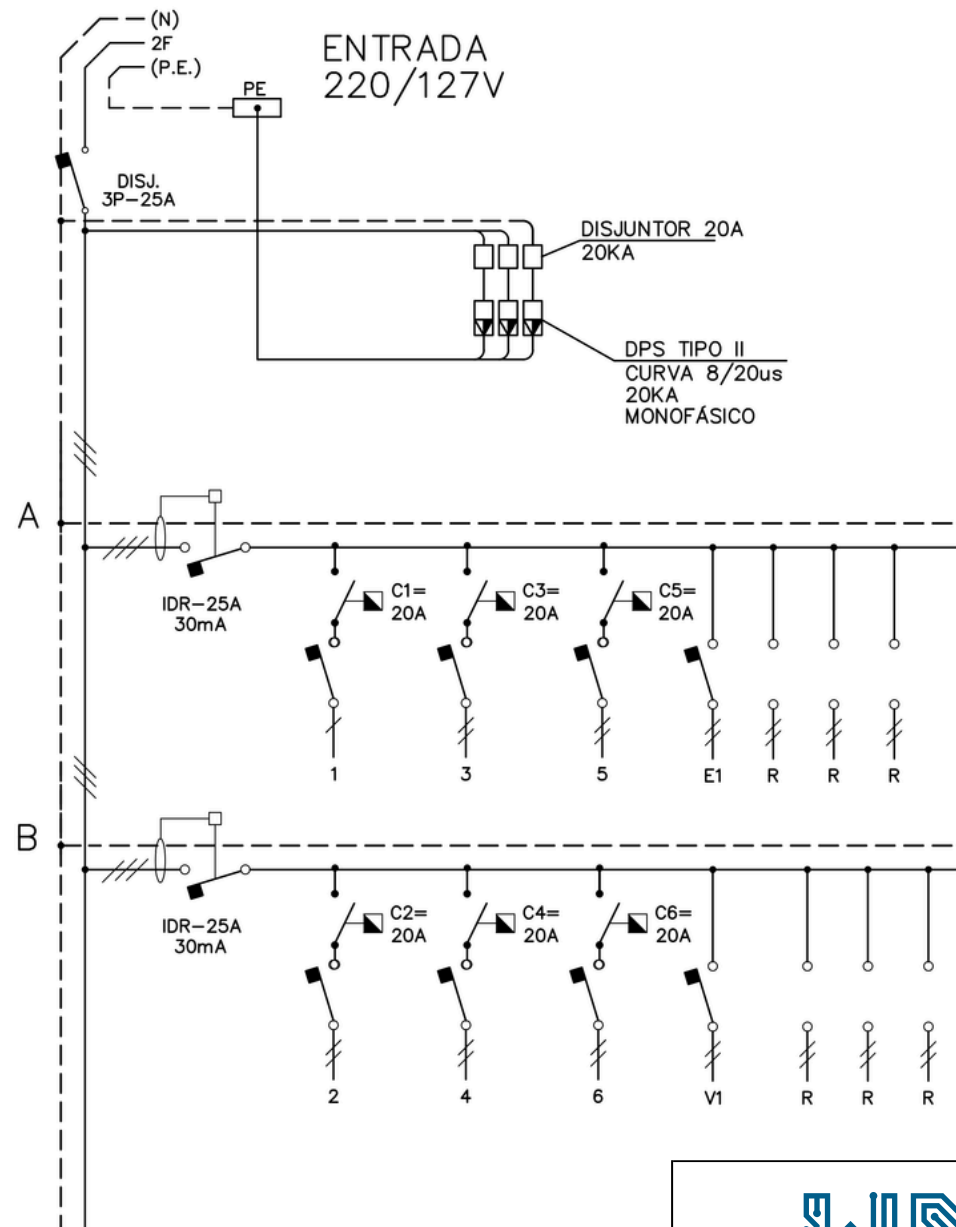 (N)
2F
(P.E.)
ENTRADA
220/127V
PE
DISJ.
3P-25A
DISJUNTOR 20A
20KA
DPS TIPO II
CURVA 8/20us
20KA
MONOFÁSICO
A
IDR-25A
30mA
C1=
20A
C3=
20A
C5=
20A
1
3
5
E1
R
R
R
B
IDR-25A
30mA
C2=
20A
C4=
20A
C6=
20A
2
4
6
V1
R
R
R